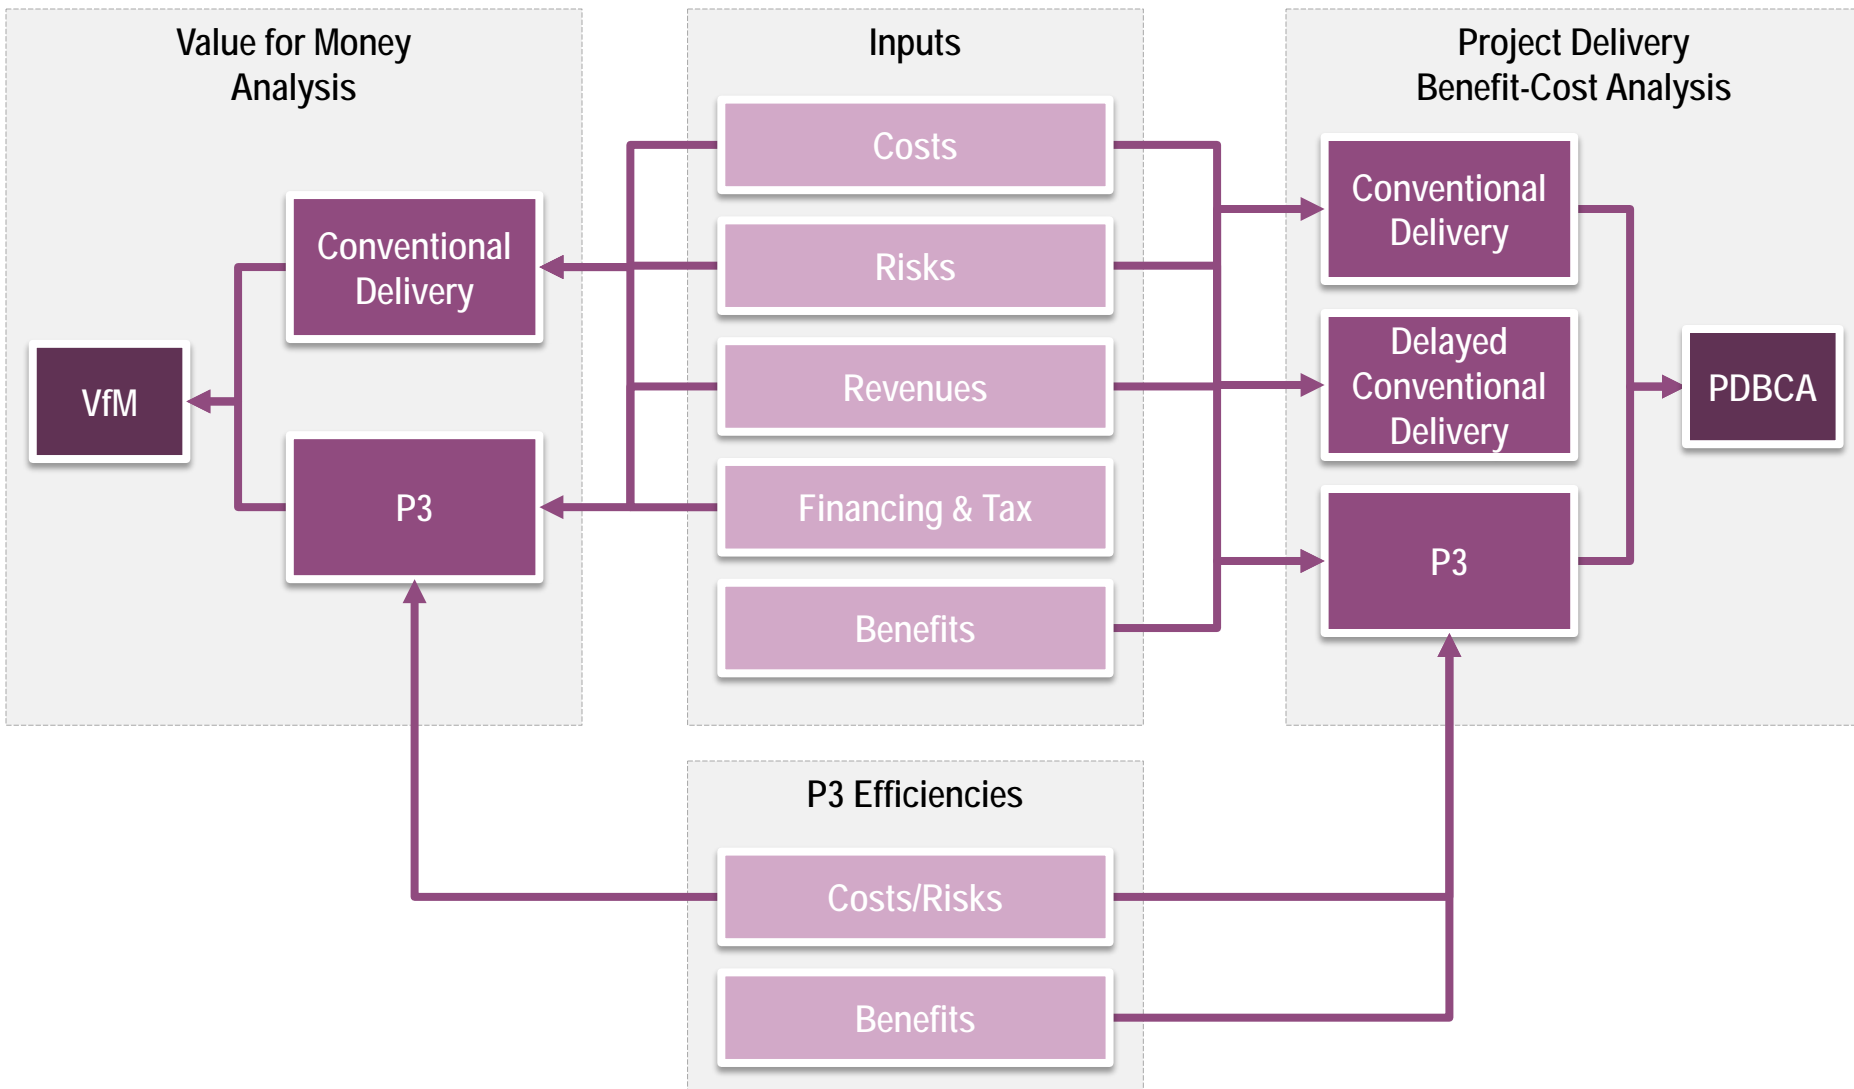 Value for Money
Analysis
Conventional
Delivery
VfM
P3
Inputs
Costs
Risks
Revenues
Financing & Tax
Benefits
Project Delivery
Benefit-Cost Analysis
Conventional
Delivery
Delayed
Conventional
Delivery
PDBCA
P3
P3 Efficiencies
Costs/Risks
Benefits